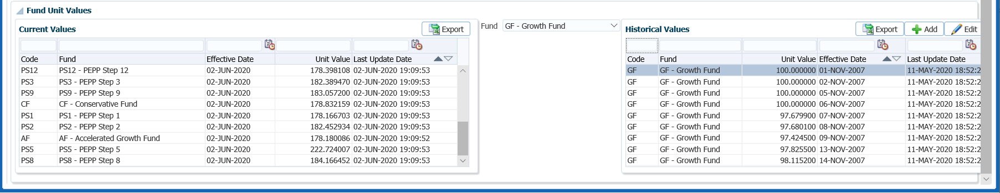 Fund Unit Values
Current Values
Export
Code Fund Effective Date Unit Value Last Update Date
PS12 PS12 - PEPP Step 12 02-JUN-2020 178.398108 02-JUN-2020 19:09:53
PS3 PS3 - PEPP Step 3 02-JUN-2020 182.389470 02-JUN-2020 19:09:53
PS9 PS9 - PEPP Step 9 02-JUN-2020 183.057200 02-JUN-2020 19:09:53
CF CF - Conservative Fund 02-JUN-2020 178.832159 02-JUN-2020 19:09:53
PS1 PS1 - PEPP Step 1 02-JUN-2020 178.166703 02-JUN-2020 19:09:53
PS2 PS2 - PEPP Step 2 02-JUN-2020 182.452934 02-JUN-2020 19:09:53
AF AF - Accelerated Growth Fund 02-JUN-2020 178.180086 02-JUN-2020 19:09:52
PS5 PS5 - PEPP Step 5 02-JUN-2020 222.724007 02-JUN-2020 19:09:53
PS8 PS8 - PEPP Step 8 02-JUN-2020 184.166452 02-JUN-2020 19:09:53
Fund GF - Growth Fund
Historical Values
Export Add Edit
Code Fund Unit Value Effective Date Last Update Date
GF GF - Growth Fund 100.000000 01-NOV-2007 11-MAY-2020 18:52:2
GF GF - Growth Fund 100.000000 02-NOV-2007 11-MAY-2020 18:52:2
GF GF - Growth Fund 100.000000 05-NOV-2007 11-MAY-2020 18:52:2
GF GF - Growth Fund 100.000000 06-NOV-2007 11-MAY-2020 18:52:2
GF GF - Growth Fund 97.679900 07-NOV-2007 11-MAY-2020 18:52:2
GF GF - Growth Fund 97.680100 08-NOV-2007 11-MAY-2020 18:52:2
GF GF - Growth Fund 97.424500 09-NOV-2007 11-MAY-2020 18:52:2
GF GF - Growth Fund 97.825500 13-NOV-2007 11-MAY-2020 18:52:2
GF GF - Growth Fund 98.115200 14-NOV-2007 11-MAY-2020 18:52:2